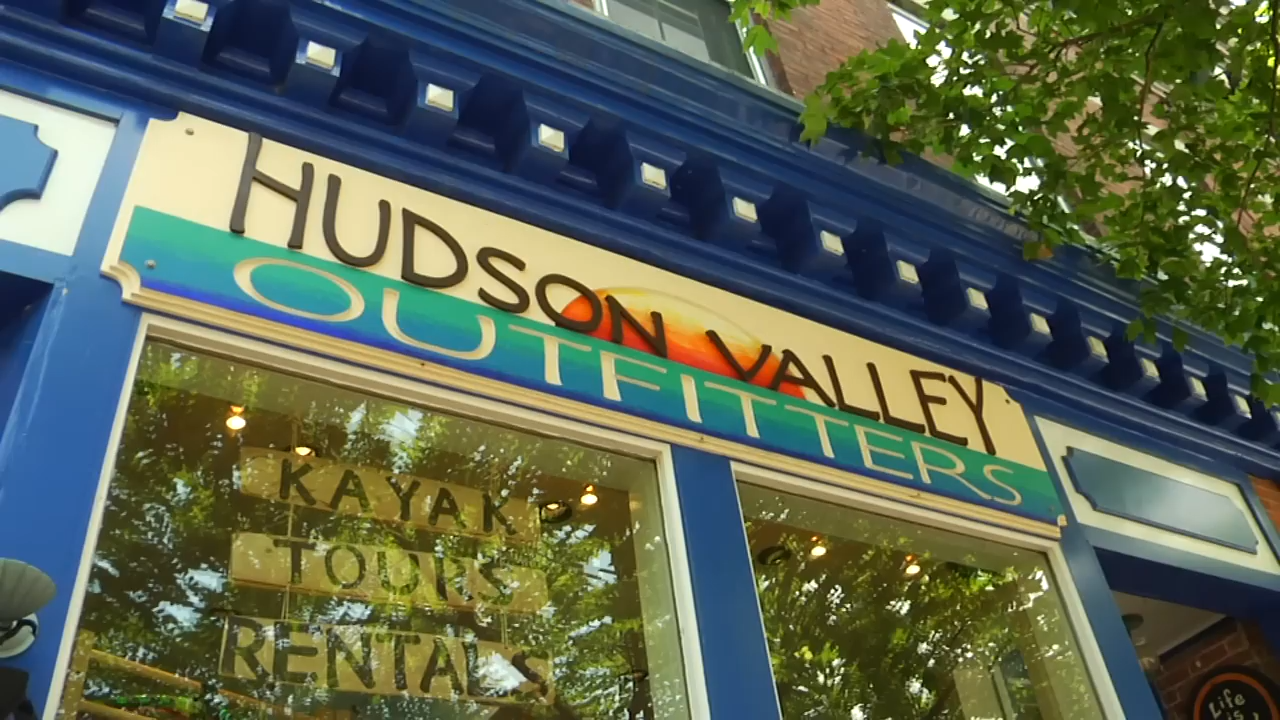 HUDSON VALLEY
OUTFITTERS
KAYAK
TOURS
RENTALS
Life